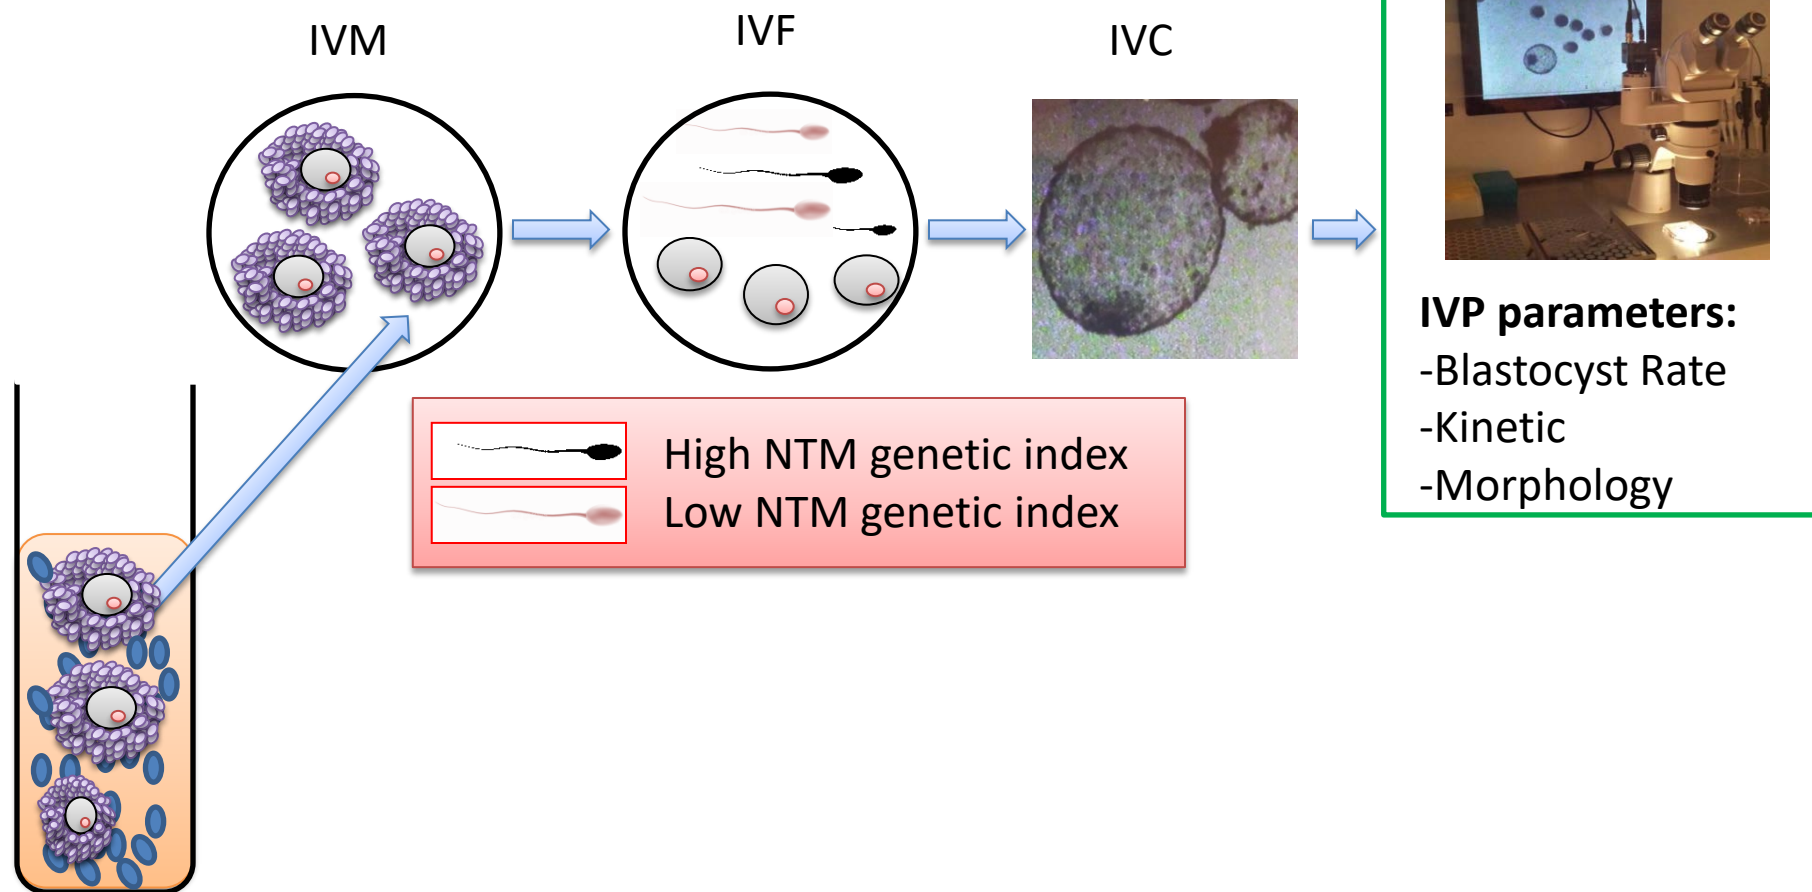 IVM
IVF
IVC
High NTM genetic index
Low NTM genetic index
IVP parameters:
-Blastocyst Rate
-Kinetic
-Morphology